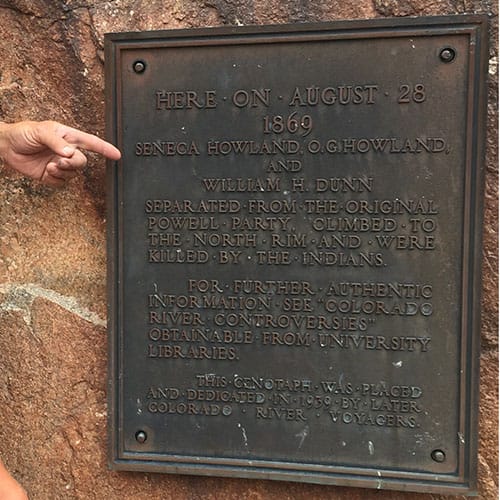 HERE · ON · AUGUST · 28
1869
SENECA HOWLAND, O.G.HOWLAND,
AND
WILLIAM H. DUNN
SEPARATED · FROM · THE · ORIGINAL
POWELL · PARTY, CLIMBED · TO
THE · NORTH · RIM · AND · WERE
KILLED · BY · THE · INDIANS.
FOR · FURTHER · AUTHENTIC
INFORMATION · SEE · "COLORADO
RIVER · CONTROVERSIES"
OBTAINABLE · FROM · UNIVERSITY
LIBRARIES.
THIS · CENOTAPH · WAS · PLACED
AND · DEDICATED · IN · 1939 · BY · LATER
COLORADO · RIVER · VOYAGERS.